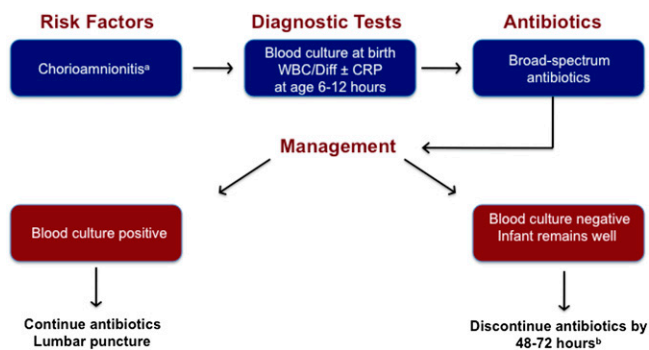 Risk Factors
Diagnostic Tests
Antibiotics
Chorioamnionitisᵃ
Blood culture at birth
WBC/Diff ± CRP
at age 6-12 hours
Broad-spectrum
antibiotics
Management
Blood culture positive
Blood culture negative
Infant remains well
Continue antibiotics
Lumbar puncture
Discontinue antibiotics by
48-72 hoursᵇ